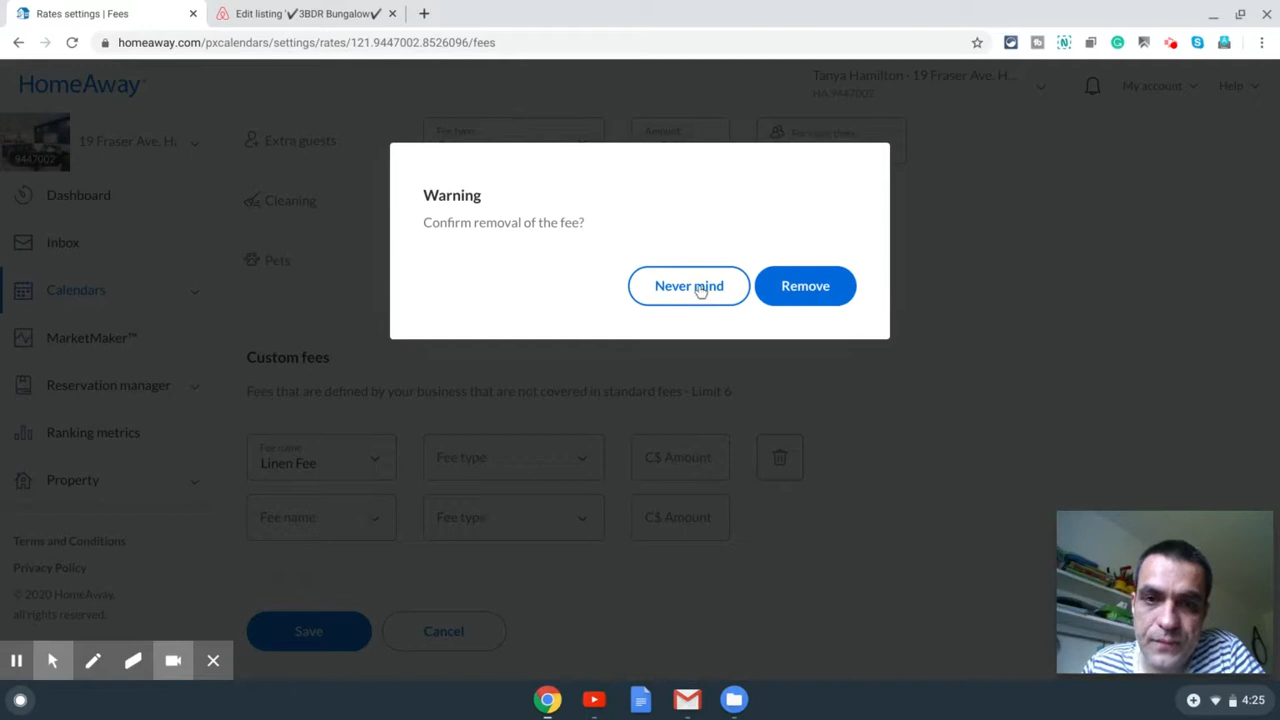 Rates settings | Fees
Edit listing '✔3BDR Bungalow✔
homeaway.com/pxcalendars/settings/rates/121.9447002.8526096/fees
HomeAway
Tanya Hamilton - 19 Fraser Ave, H...
HA.9447002
My account
Help
19 Fraser Ave, H.
9447002
Dashboard
Inbox
Calendars
MarketMaker™
Reservation manager
Ranking metrics
Property
Terms and Conditions
Privacy Policy
© 2020 HomeAway,
all rights reserved.
Extra guests
Fee type
Amount
For more than
Cleaning
Pets
Warning
Confirm removal of the fee?
Never mind
Remove
Custom fees
Fees that are defined by your business that are not covered in standard fees - Limit 6
Fee name
Linen Fee
Fee type
C$ Amount
Fee name
Fee type
C$ Amount
Save
Cancel
4:25